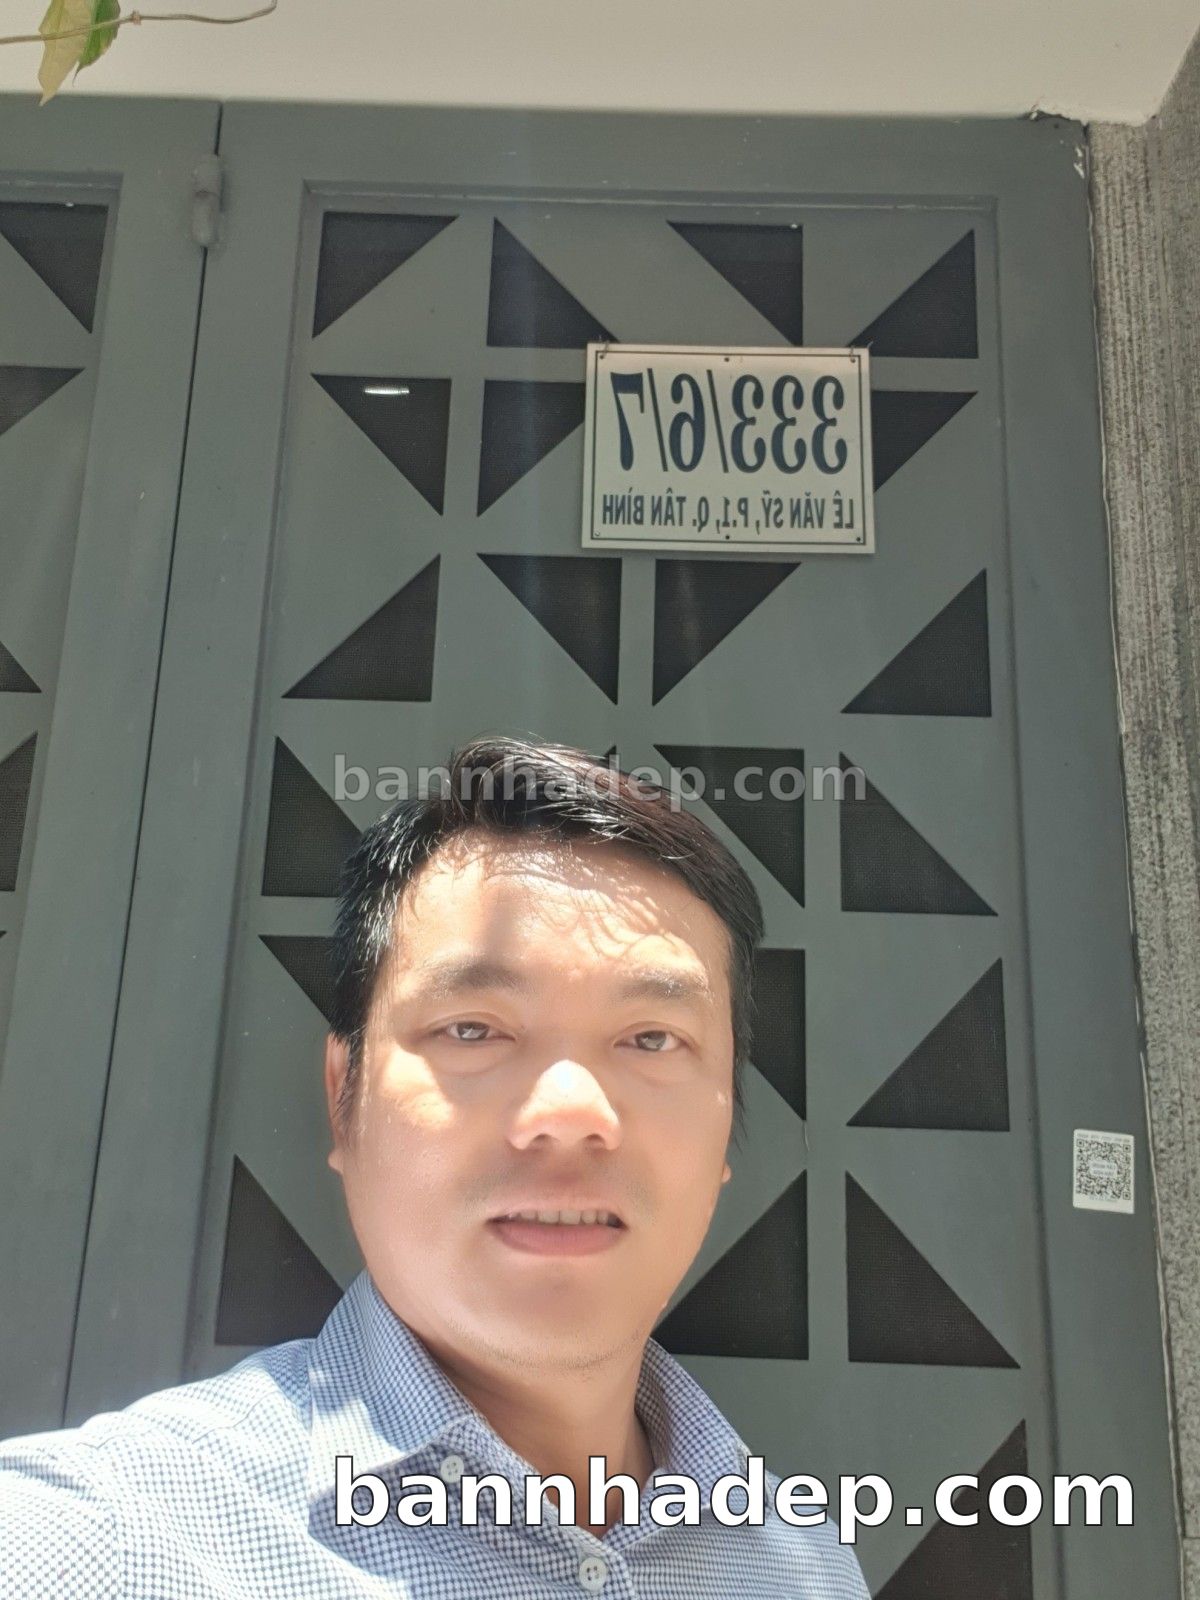 333/6/7
LÊ VĂN SỸ, P.1, Q. TÂN BÌNH
bannhadep.com
bannhadep.com